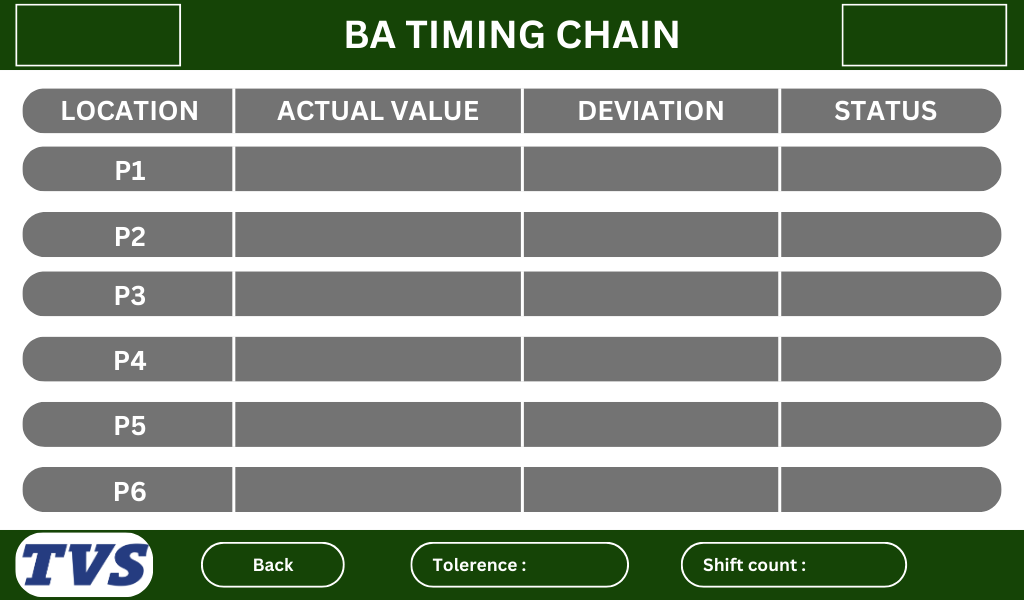 BA TIMING CHAIN
LOCATION ACTUAL VALUE DEVIATION STATUS
P1
P2
P3
P4
P5
P6
TVS Back Tolerence : Shift count :